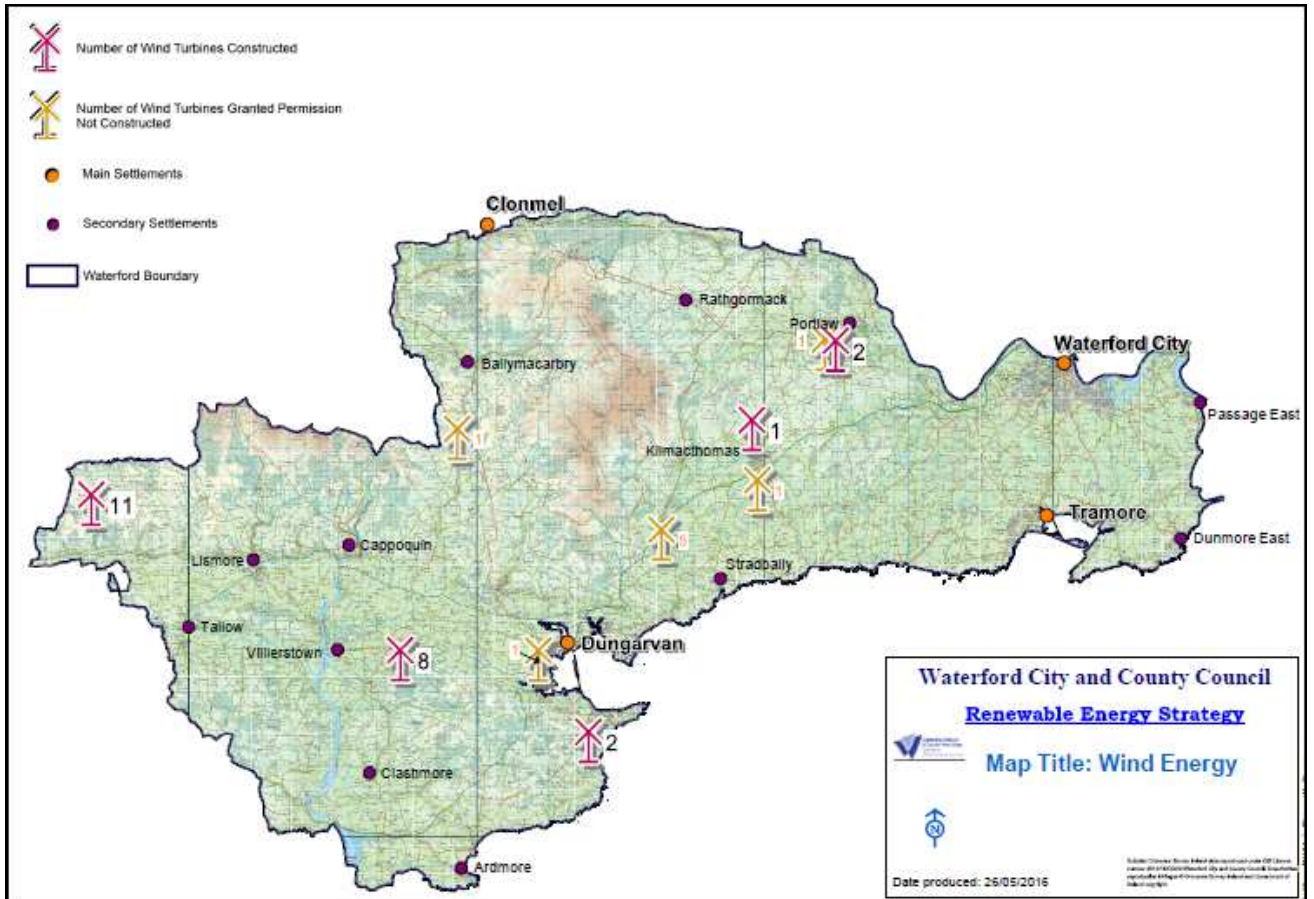 Number of Wind Turbines Constructed
Number of Wind Turbines Granted Permission
Not Constructed
Main Settlements
Secondary Settlements
Waterford Boundary
Clonmel
Rathgormack
Portlaw
1
2
Waterford City
Ballymacarbry
Passage East
1
Kilmacthomas
1
11
Tramore
5
Dunmore East
Cappoquin
Lismore
Stradbally
Tallow
Villierstown
8
1
Dungarvan
2
Clashmore
Ardmore
Waterford City and County Council
Renewable Energy Strategy
Map Title: Wind Energy
N
Date produced: 26/05/2016